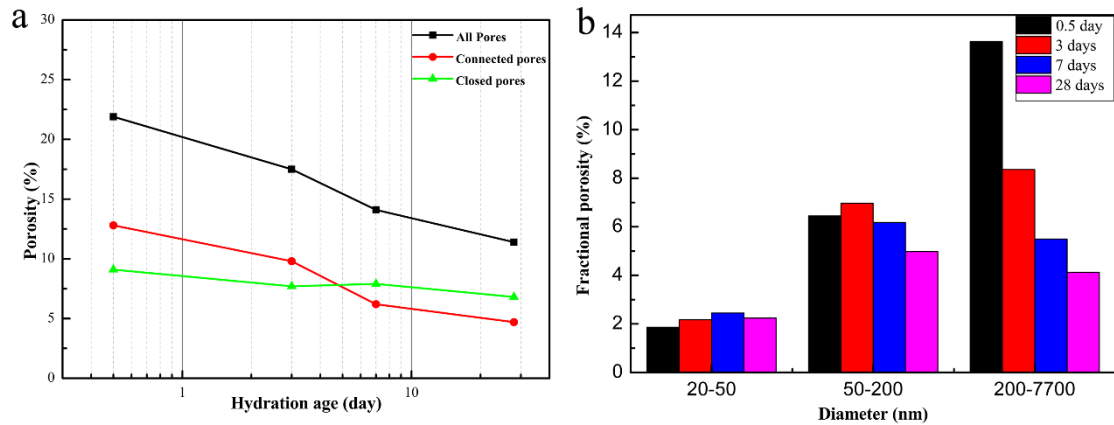 a
30
25
20
15
10
5
0
Porosity (%)
All Pores
Connected pores
Closed pores
1
10
Hydration age (day)
b
14
12
10
8
6
4
2
0
Fractional porosity (%)
0.5 day
3 days
7 days
28 days
20-50
50-200
200-7700
Diameter (nm)